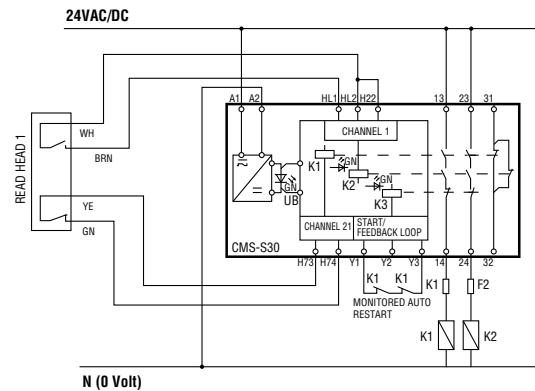 24VAC/DC
A1 A2 HL1 HL2 H22 13 23 31
READ HEAD 1
WH
BRN
YE
GN
CHANNEL 1
K1
GN
K2
GN
K3
GN
UB
CHANNEL 21
START/
FEEDBACK LOOP
CMS-S30
H73 H74 Y1 Y2 Y3 14 24 32
K1 K1
MONITORED AUTO
RESTART
K1 F2
K1 K2
N (0 Volt)